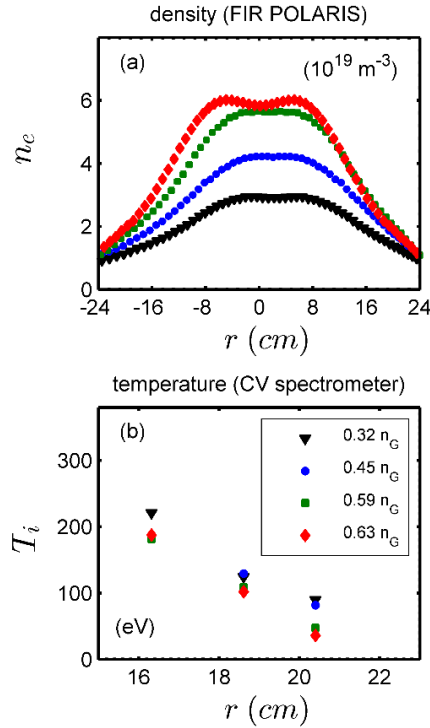 density (FIR POLARIS)
(a)
(10^19 m^-3)
n_e
6
4
2
0
-24 -16 -8 0 8 16 24
r (cm)
temperature (CV spectrometer)
(b)
0.32 n_G
0.45 n_G
0.59 n_G
0.63 n_G
T_i
300
200
100
0
(eV)
16 18 20 22
r (cm)